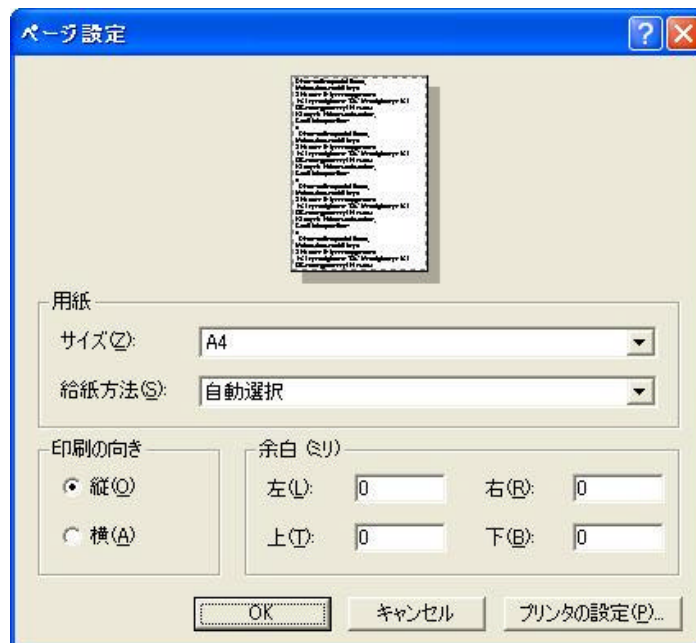 ページ設定
用紙
サイズ(Z): A4
給紙方法(S): 自動選択
印刷の向き
縦(O)
横(A)
余白 (ミリ)
左(L): 0 右(R): 0
上(T): 0 下(B): 0
OK キャンセル プリンタの設定(P)...